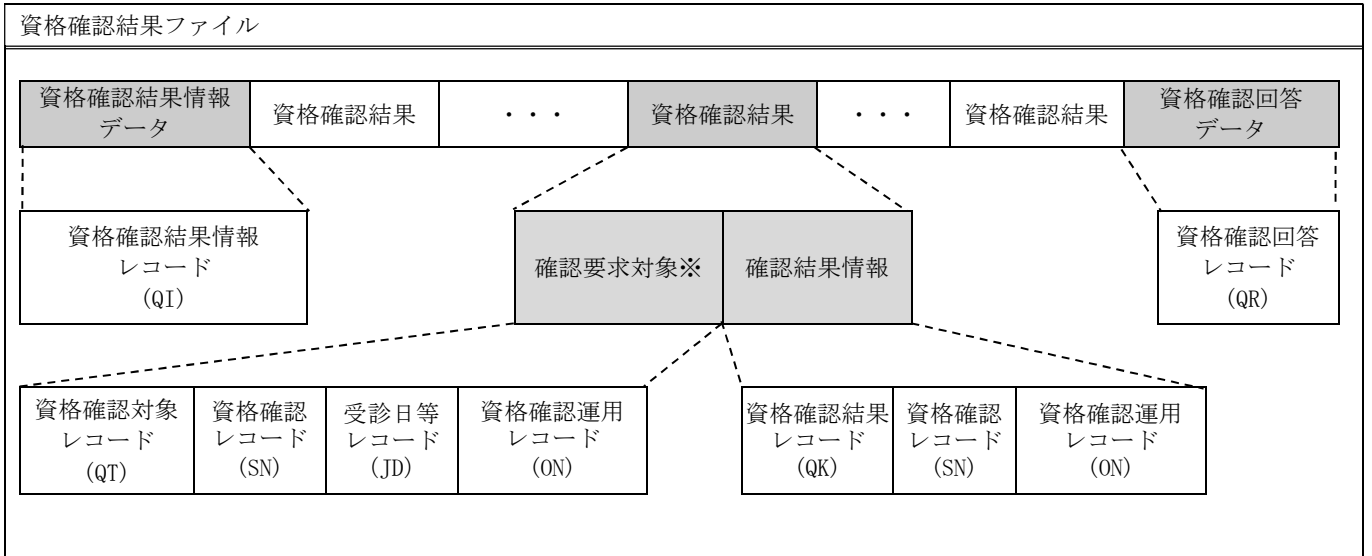 資格確認結果ファイル
資格確認結果情報
データ
資格確認結果
・・・
資格確認結果
・・・
資格確認結果
資格確認回答
データ
資格確認結果情報
レコード
(QI)
確認要求対象※
確認結果情報
資格確認回答
レコード
(QR)
資格確認対象
レコード
(QT)
資格確認
レコード
(SN)
受診日等
レコード
(JD)
資格確認運用
レコード
(ON)
資格確認結果
レコード
(QK)
資格確認
レコード
(SN)
資格確認運用
レコード
(ON)